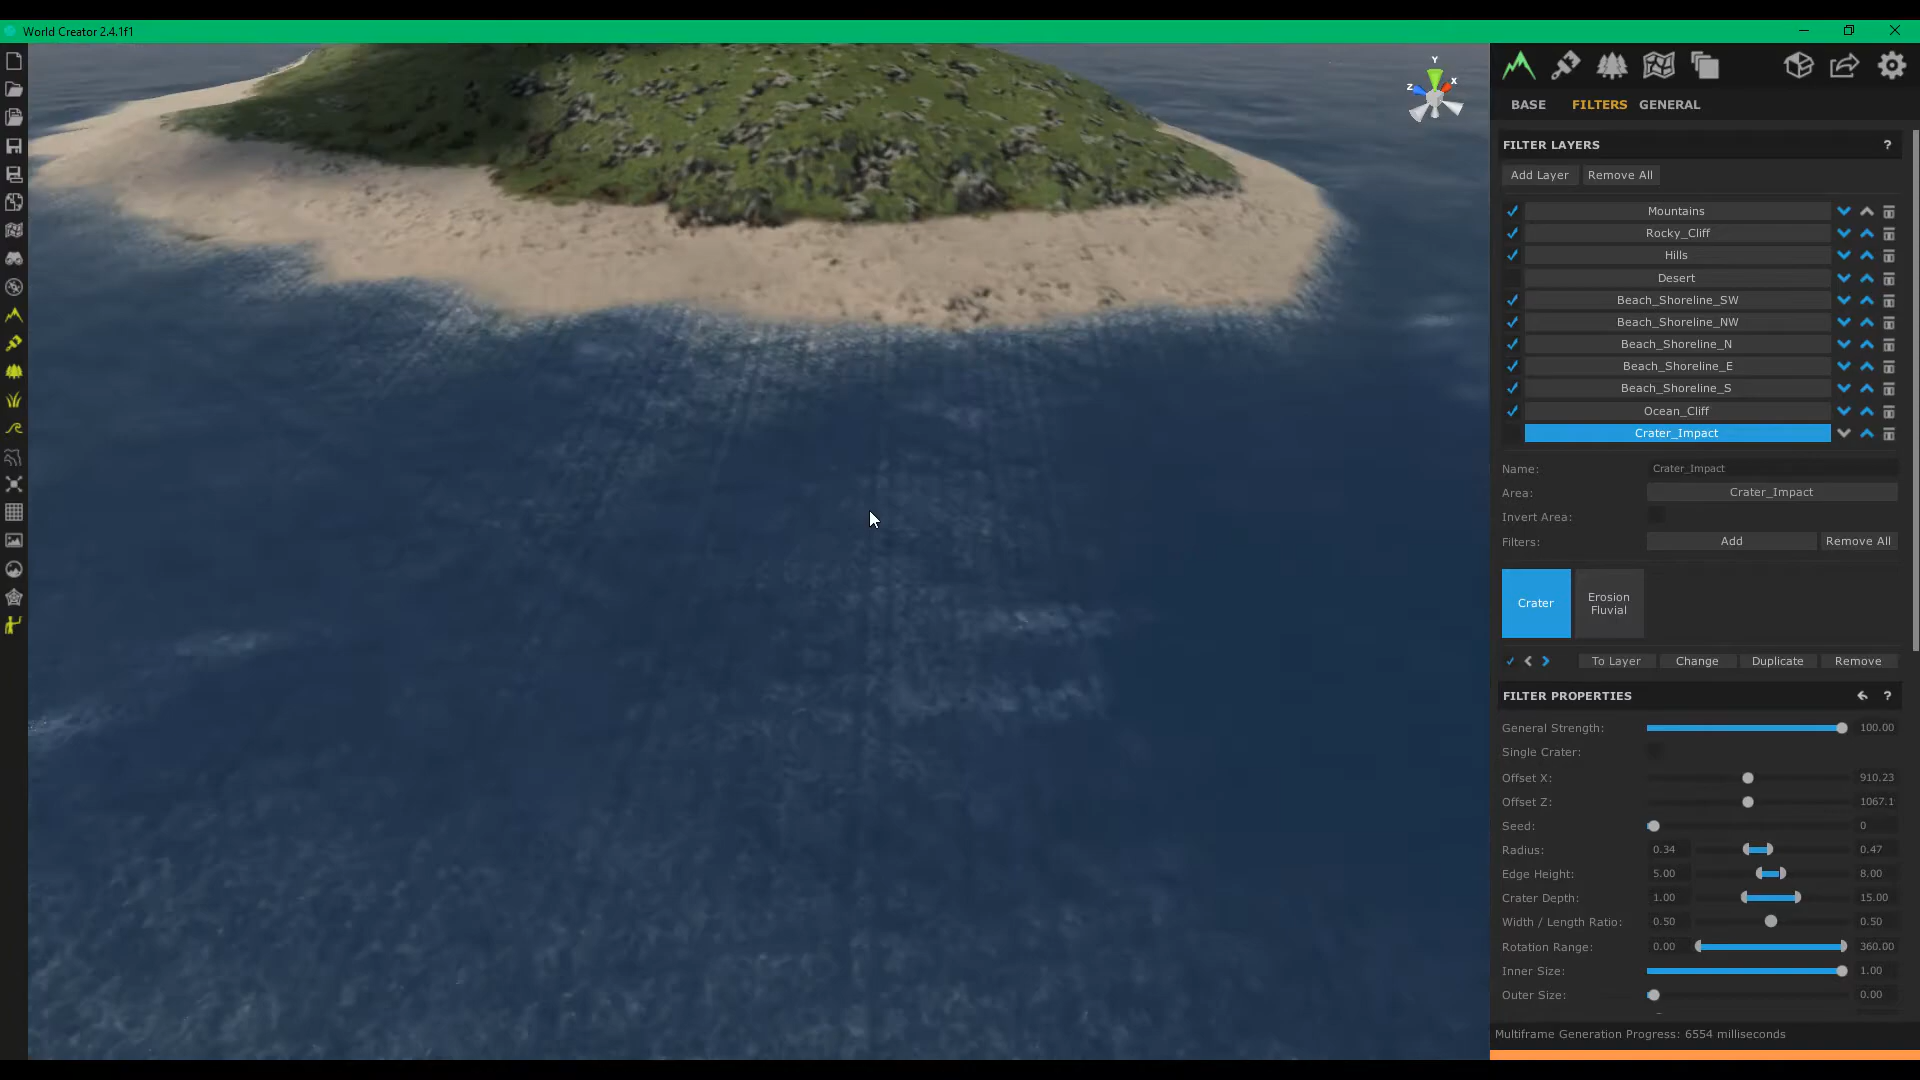 World Creator 2.4.1f1
Y
Z
X
BASE
FILTERS
GENERAL
FILTER LAYERS
?
Add Layer
Remove All
Mountains
Rocky_Cliff
Hills
Desert
Beach_Shoreline_SW
Beach_Shoreline_NW
Beach_Shoreline_N
Beach_Shoreline_E
Beach_Shoreline_S
Ocean_Cliff
Crater_Impact
Name:
Crater_Impact
Area:
Crater_Impact
Invert Area:
Filters:
Add
Remove All
Crater
Erosion
Fluvial
To Layer
Change
Duplicate
Remove
FILTER PROPERTIES
?
General Strength:
100.00
Single Crater:
Offset X:
910.23
Offset Z:
1067.1
Seed:
0
Radius:
0.34
0.47
Edge Height:
5.00
8.00
Crater Depth:
1.00
15.00
Width / Length Ratio:
0.50
0.50
Rotation Range:
0.00
360.00
Inner Size:
1.00
Outer Size:
0.00
Multiframe Generation Progress: 6554 milliseconds